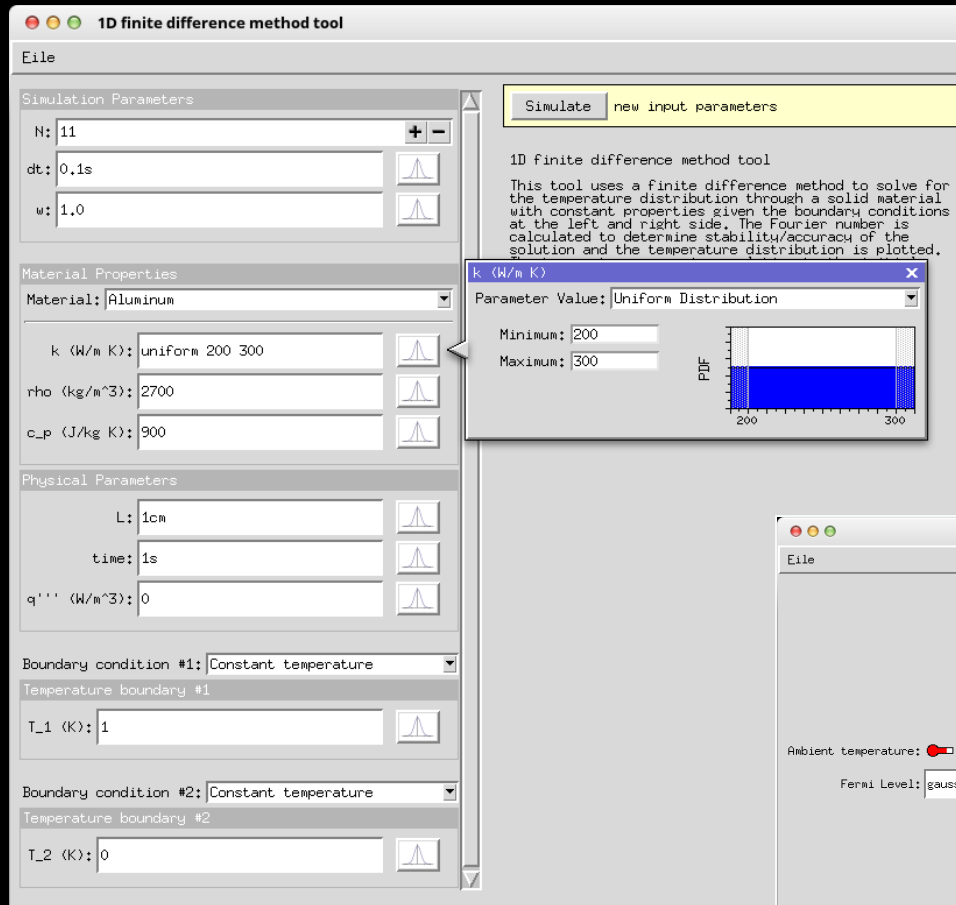 1D finite difference method tool
Eile
Simulation Parameters
N: 11 + −
dt: 0.1s
w: 1.0
Material Properties
Material: Aluminum
k (W/m K): uniform 200 300
rho (kg/m^3): 2700
c_p (J/kg K): 900
Physical Parameters
L: 1cm
time: 1s
q''' (W/m^3): 0
Boundary condition #1: Constant temperature
Temperature boundary #1
T_1 (K): 1
Boundary condition #2: Constant temperature
Temperature boundary #2
T_2 (K): 0
Simulate new input parameters
1D finite difference method tool
This tool uses a finite difference method to solve for
the temperature distribution through a solid material
with constant properties given the boundary conditions
at the left and right side. The Fourier number is
calculated to determine stability/accuracy of the
solution and the temperature distribution is plotted.
k (W/m K) x
Parameter Value: Uniform Distribution
Minimum: 200
Maximum: 300
PDF
200 300
Eile
Ambient temperature:
Fermi Level: gaus